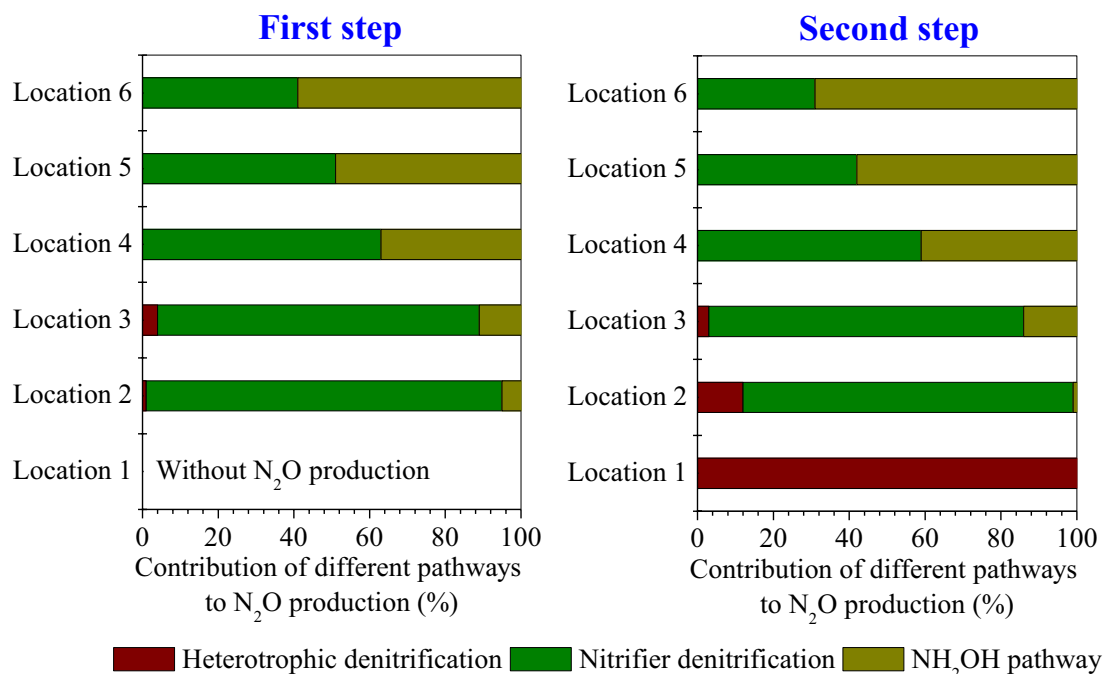 First step
Location 6
Location 5
Location 4
Location 3
Location 2
Location 1
Without N₂O production
0 20 40 60 80 100
Contribution of different pathways
to N₂O production (%)
Second step
Location 6
Location 5
Location 4
Location 3
Location 2
Location 1
0 20 40 60 80 100
Contribution of different pathways
to N₂O production (%)
Heterotrophic denitrification Nitrifier denitrification NH₂OH pathway